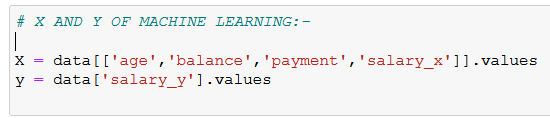 # X AND Y OF MACHINE LEARNING:-
X = data[['age','balance','payment','salary_x']].values
y = data['salary_y'].values